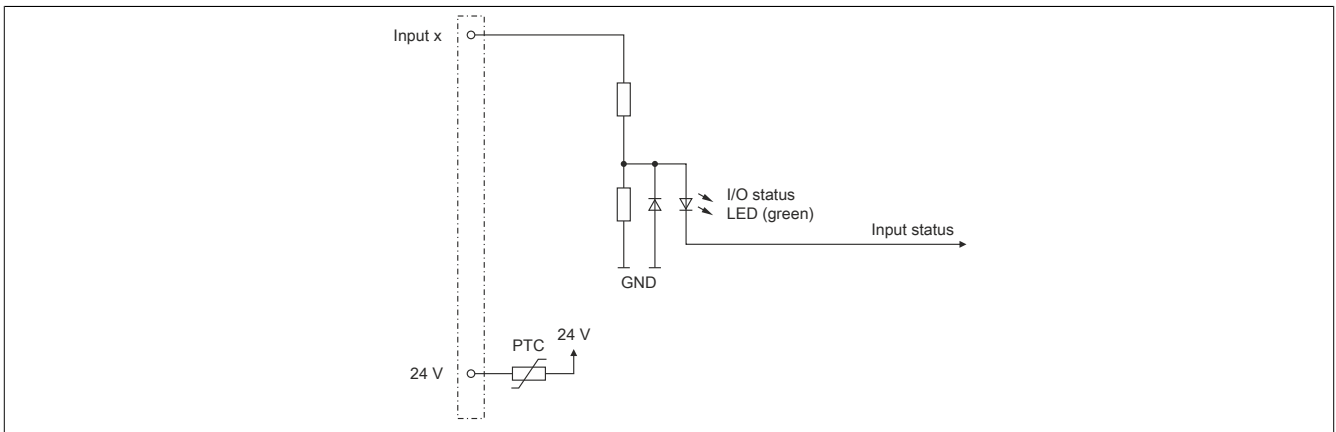 Input x
I/O status
LED (green)
Input status
GND
24 V
PTC
24 V